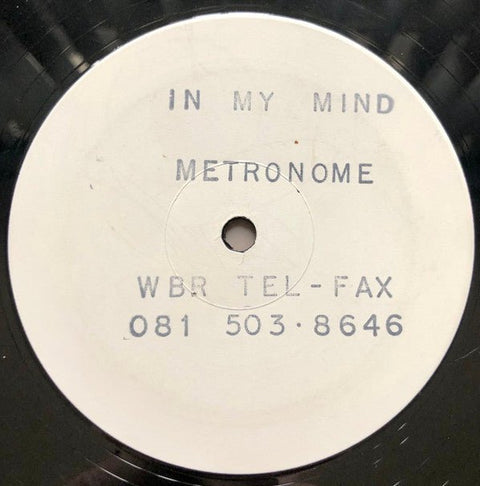 IN MY MIND
METRONOME
WBR TEL-FAX
081 503·8646